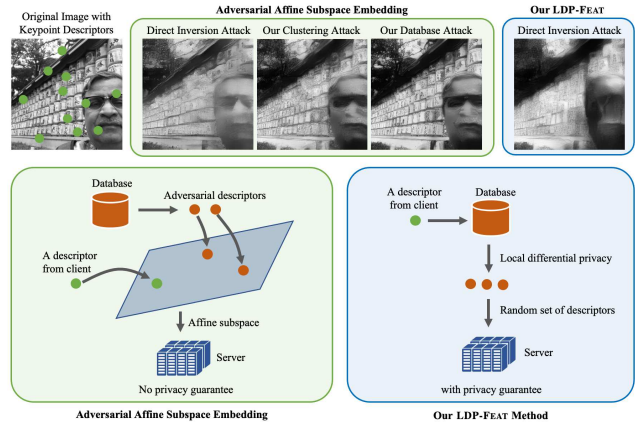 Original Image with
Keypoint Descriptors
Adversarial Affine Subspace Embedding
Direct Inversion Attack
Our Clustering Attack
Our Database Attack
Our LDP-FEAT
Direct Inversion Attack
Database
Adversarial descriptors
A descriptor
from client
Affine subspace
Server
No privacy guarantee
Adversarial Affine Subspace Embedding
A descriptor
from client
Database
Local differential privacy
Random set of descriptors
Server
with privacy guarantee
Our LDP-FEAT Method